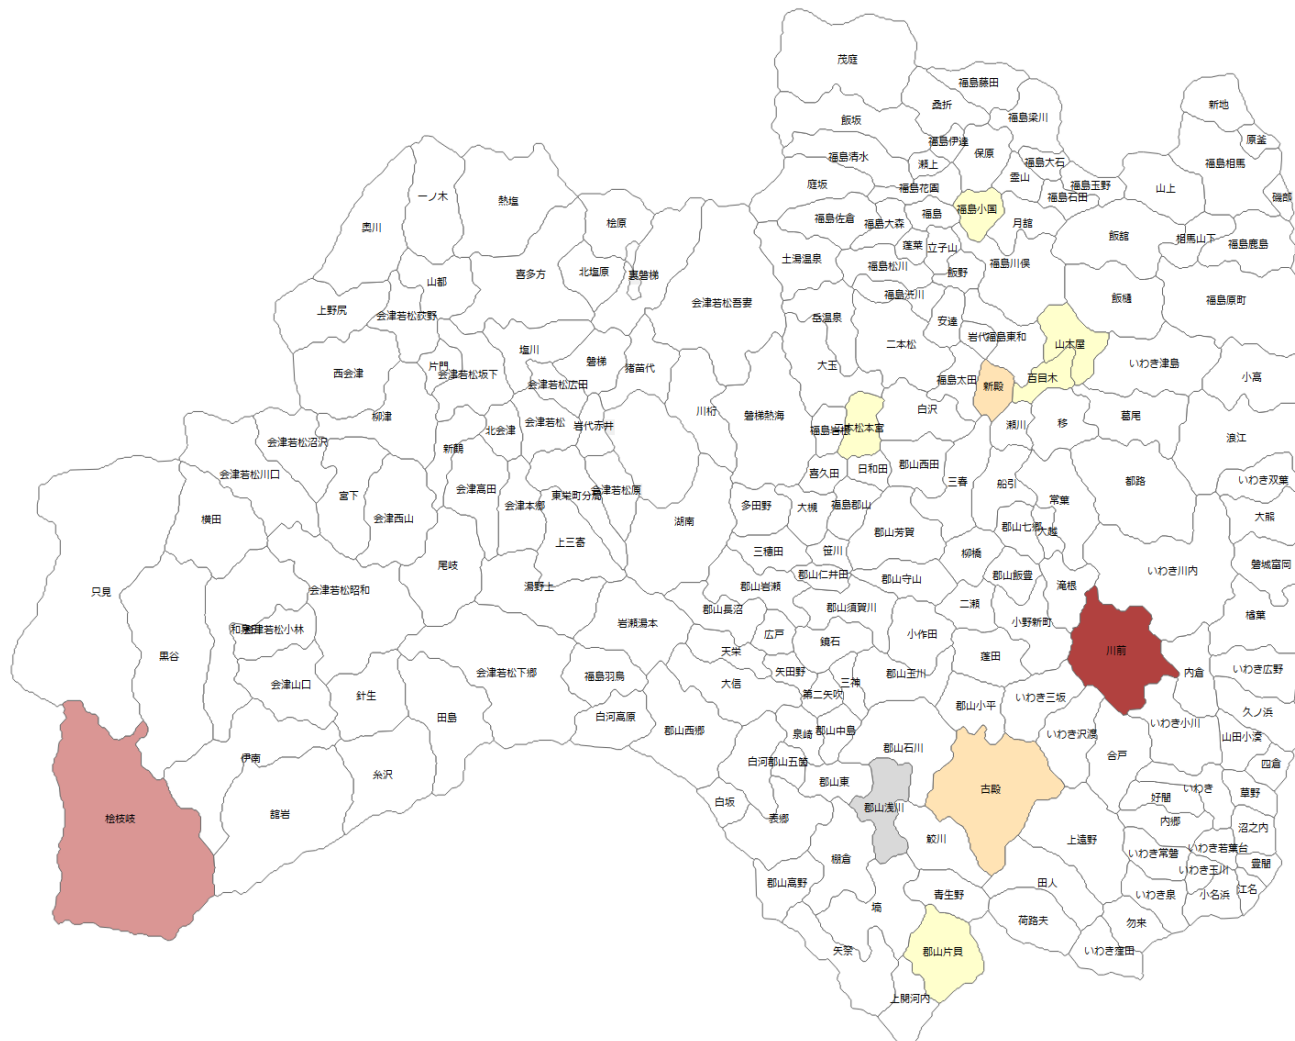 茂庭
福島藤田
桑折
新地
飯坂
福島梁川
福島伊達
保原
原釜
福島清水
瀬上
福島大石
福島相馬
庭坂
福島花園
霊山
福島玉野
山上
一ノ木
熱塩
福島石田
磯部
奥川
桧原
福島佐倉
福島大森
福島
福島小国
月舘
飯舘
相馬山下
福島鹿島
蓬莱
立子山
土湯温泉
福島松川
飯野
福島川俣
山都
喜多方
北塩原
裏磐梯
福島渋川
飯樋
福島原町
上野尻
会津若松荻野
会津若松吾妻
岳温泉
安達
岩代
福島東和
塩川
二本松
山木屋
磐梯
猪苗代
大玉
いわき津島
西会津
片門
会津若松坂下
会津若松広田
福島太田
新殿
百目木
小高
柳津
川桁
磐梯熱海
白沢
北会津
会津若松
岩代赤井
福島岩根
二本松本宮
瀬川
移
葛尾
会津若松沼沢
新鶴
浪江
会津若松川口
喜久田
日和田
郡山西田
三春
船引
都路
いわき双葉
宮下
会津高田
東栄町分局
会津若松原
常葉
横田
会津西山
会津本郷
多田野
大槻
福島郡山
湖南
郡山芳賀
郡山七郷
大越
大熊
上三寄
三穂田
笹川
柳橋
尾岐
郡山仁井田
郡山守山
郡山飯豊
滝根
いわき川内
磐城富岡
只見
会津若松昭和
湯野上
郡山岩瀬
二瀬
郡山長沼
郡山須賀川
楢葉
岩瀬湯本
小野新町
和泉田
会津若松小林
広戸
鏡石
小作田
天栄
川前
黒谷
会津若松下郷
福島羽鳥
矢田野
郡山玉川
蓬田
内倉
いわき広野
会津山口
針生
大信
第二矢吹
三神
いわき三坂
田島
白河高原
郡山小平
久ノ浜
郡山西郷
泉崎
郡山中島
いわき沢渡
いわき小川
山田小湊
伊南
郡山石川
合戸
白河
郡山五箇
四倉
糸沢
郡山東
古殿
いわき
草野
白坂
郡山浅川
好間
桧枝岐
舘岩
表郷
内郷
沼之内
鮫川
上遠野
いわき常磐
いわき若葉台
棚倉
豊間
いわき玉川
郡山高野
田人
青生野
いわき泉
小名浜
江名
塙
荷路夫
勿来
矢祭
郡山片貝
いわき窪田
上関河内